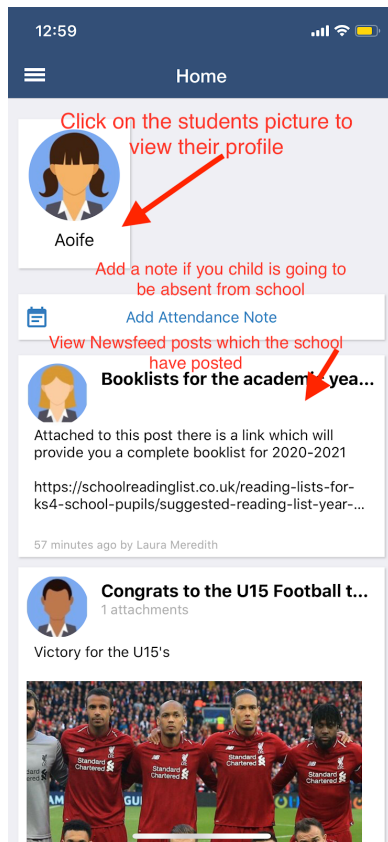 12:59
Home
Click on the students picture to
view their profile
Aoife
Add a note if you child is going to
be absent from school
Add Attendance Note
View Newsfeed posts which the school
have posted
Booklists for the academic yea...
Attached to this post there is a link which will
provide you a complete booklist for 2020-2021
https://schoolreadinglist.co.uk/reading-lists-for-
ks4-school-pupils/suggested-reading-list-year-...
57 minutes ago by Laura Meredith
Congrats to the U15 Football t...
1 attachments
Victory for the U15's
Standard
Chartered
Standard
Chartered
Standard
Chartered
Standard
Chartered